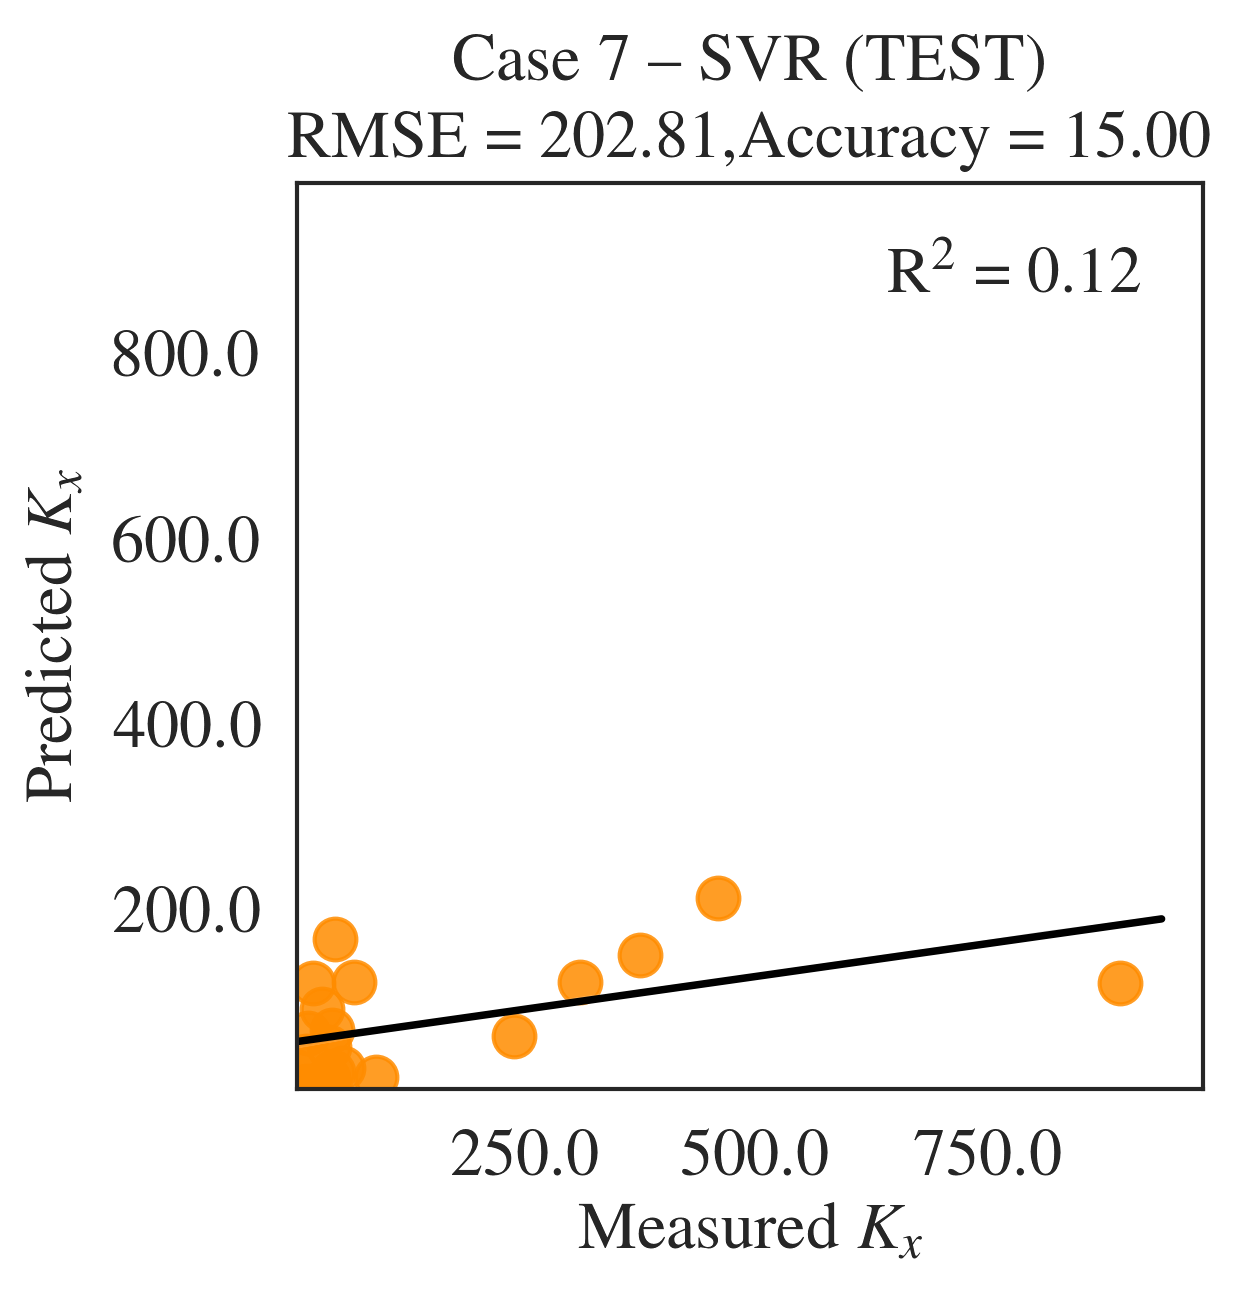 Case 7 – SVR (TEST)
RMSE = 202.81,Accuracy = 15.00
R² = 0.12
800.0
600.0
400.0
200.0
Predicted Kₓ
250.0 500.0 750.0
Measured Kₓ